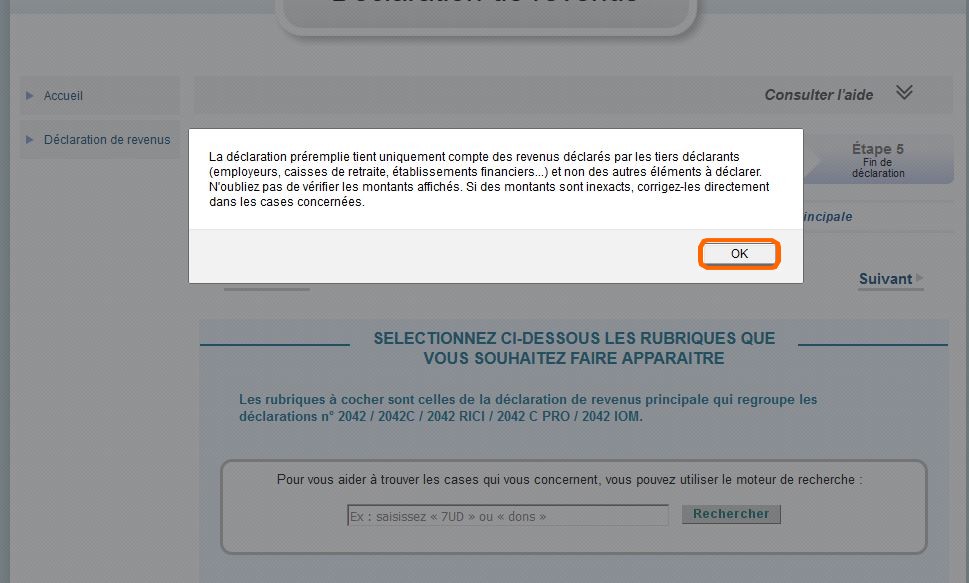 Déclaration de revenus
Accueil
Consulter l'aide
Déclaration de revenus
La déclaration préremplie tient uniquement compte des revenus déclarés par les tiers déclarants
(employeurs, caisses de retraite, établissements financiers...) et non des autres éléments à déclarer.
N'oubliez pas de vérifier les montants affichés. Si des montants sont inexacts, corrigez-les directement
dans les cases concernées.
OK
Étape 5
Fin de
déclaration
incipale
Suivant
SELECTIONNEZ CI-DESSOUS LES RUBRIQUES QUE
VOUS SOUHAITEZ FAIRE APPARAITRE
Les rubriques à cocher sont celles de la déclaration de revenus principale qui regroupe les
déclarations n° 2042 / 2042C / 2042 RICI / 2042 C PRO / 2042 IOM.
Pour vous aider à trouver les cases qui vous concernent, vous pouvez utiliser le moteur de recherche :
Ex : saisissez « 7UD » ou « dons »
Rechercher